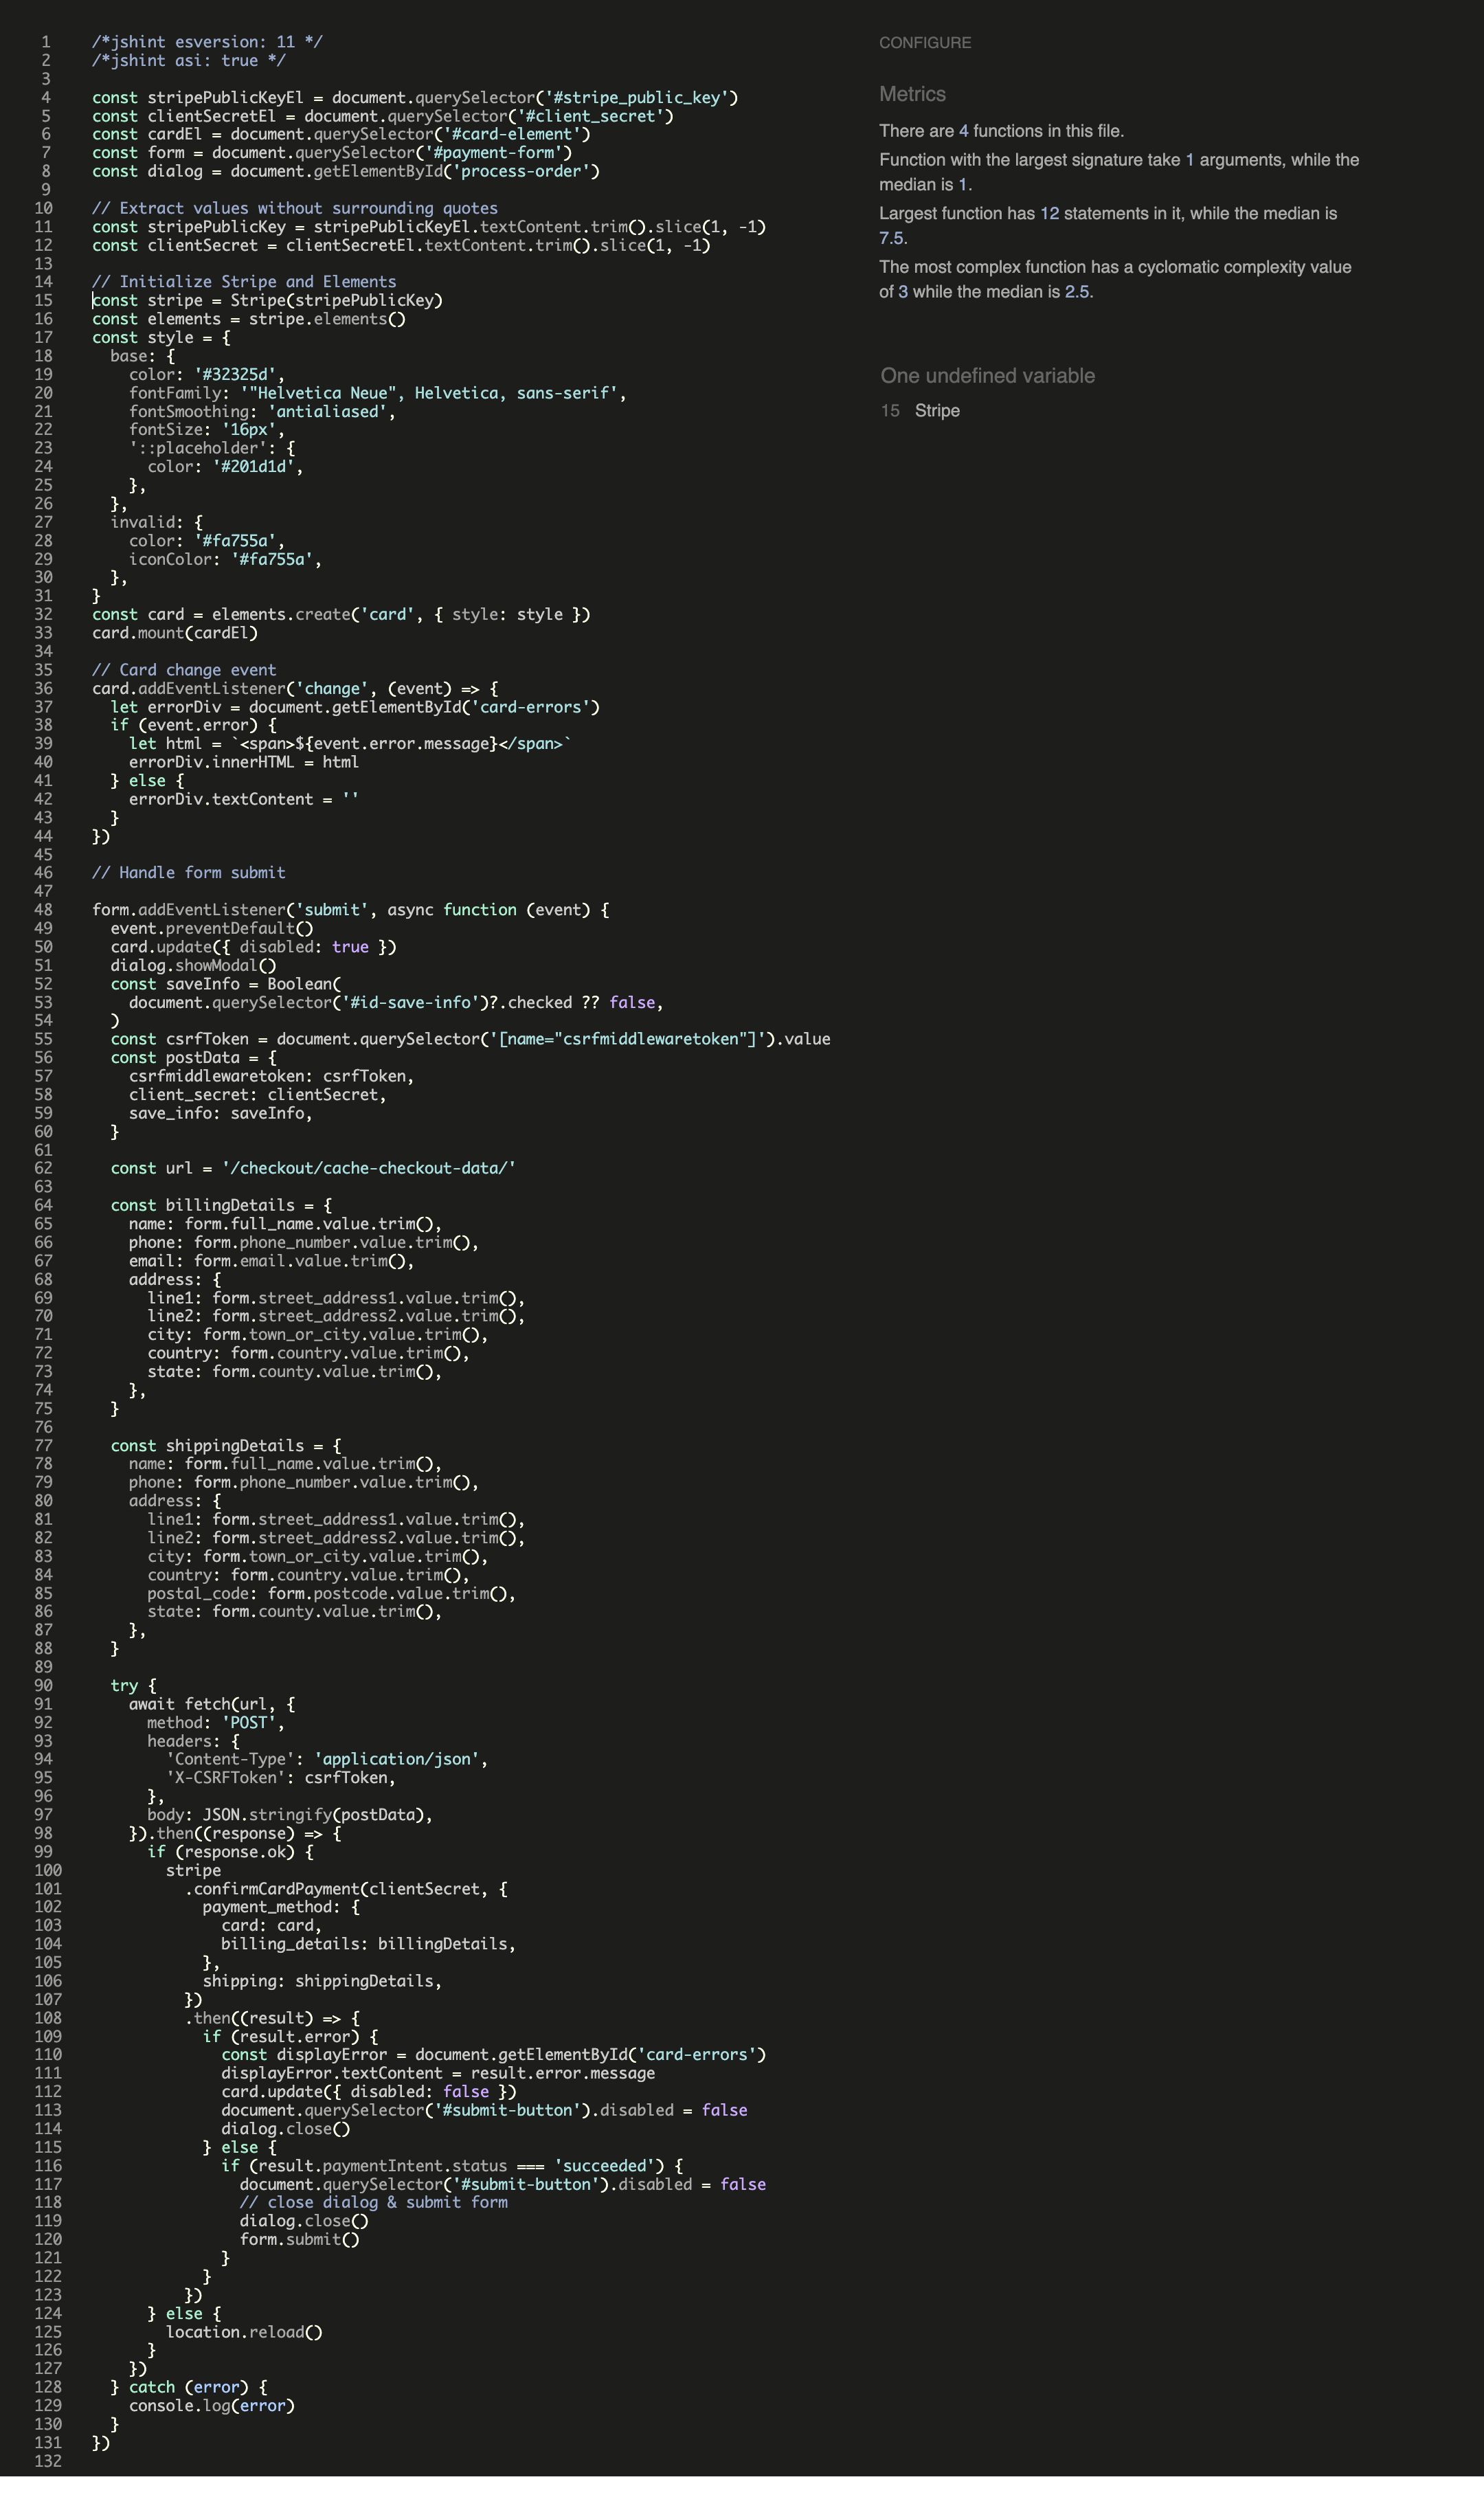 1 /*jshint esversion: 11 */
2 /*jshint asi: true */
3
4 const stripePublicKeyEl = document.querySelector('#stripe_public_key')
5 const clientSecretEl = document.querySelector('#client_secret')
6 const cardEl = document.querySelector('#card-element')
7 const form = document.querySelector('#payment-form')
8 const dialog = document.getElementById('process-order')
9
10 // Extract values without surrounding quotes
11 const stripePublicKey = stripePublicKeyEl.textContent.trim().slice(1, -1)
12 const clientSecret = clientSecretEl.textContent.trim().slice(1, -1)
13
14 // Initialize Stripe and Elements
15 const stripe = Stripe(stripePublicKey)
16 const elements = stripe.elements()
17 const style = {
18   base: {
19     color: '#32325d',
20     fontFamily: '"Helvetica Neue", Helvetica, sans-serif',
21     fontSmoothing: 'antialiased',
22     fontSize: '16px',
23     '::placeholder': {
24       color: '#201d1d',
25     },
26   },
27   invalid: {
28     color: '#fa755a',
29     iconColor: '#fa755a',
30   },
31 }
32 const card = elements.create('card', { style: style })
33 card.mount(cardEl)
34
35 // Card change event
36 card.addEventListener('change', (event) => {
37   let errorDiv = document.getElementById('card-errors')
38   if (event.error) {
39     let html = `<span>${event.error.message}</span>`
40     errorDiv.innerHTML = html
41   } else {
42     errorDiv.textContent = ''
43   }
44 })
45
46 // Handle form submit
47
48 form.addEventListener('submit', async function (event) {
49   event.preventDefault()
50   card.update({ disabled: true })
51   dialog.showModal()
52   const saveInfo = Boolean(
53     document.querySelector('#id-save-info')?.checked ?? false,
54   )
55   const csrfToken = document.querySelector('[name="csrfmiddlewaretoken"]').value
56   const postData = {
57     csrfmiddlewaretoken: csrfToken,
58     client_secret: clientSecret,
59     save_info: saveInfo,
60   }
61
62   const url = '/checkout/cache-checkout-data/'
63
64   const billingDetails = {
65     name: form.full_name.value.trim(),
66     phone: form.phone_number.value.trim(),
67     email: form.email.value.trim(),
68     address: {
69       line1: form.street_address1.value.trim(),
70       line2: form.street_address2.value.trim(),
71       city: form.town_or_city.value.trim(),
72       country: form.country.value.trim(),
73       state: form.county.value.trim(),
74     },
75   }
76
77   const shippingDetails = {
78     name: form.full_name.value.trim(),
79     phone: form.phone_number.value.trim(),
80     address: {
81       line1: form.street_address1.value.trim(),
82       line2: form.street_address2.value.trim(),
83       city: form.town_or_city.value.trim(),
84       country: form.country.value.trim(),
85       postal_code: form.postcode.value.trim(),
86       state: form.county.value.trim(),
87     },
88   }
89
90   try {
91     await fetch(url, {
92       method: 'POST',
93       headers: {
94         'Content-Type': 'application/json',
95         'X-CSRFToken': csrfToken,
96       },
97       body: JSON.stringify(postData),
98     }).then((response) => {
99       if (response.ok) {
100         stripe
101           .confirmCardPayment(clientSecret, {
102             payment_method: {
103               card: card,
104               billing_details: billingDetails,
105             },
106             shipping: shippingDetails,
107           })
108           .then((result) => {
109             if (result.error) {
110               const displayError = document.getElementById('card-errors')
111               displayError.textContent = result.error.message
112               card.update({ disabled: false })
113               document.querySelector('#submit-button').disabled = false
114               dialog.close()
115             } else {
116               if (result.paymentIntent.status === 'succeeded') {
117                 document.querySelector('#submit-button').disabled = false
118                 // close dialog & submit form
119                 dialog.close()
120                 form.submit()
121               }
122             }
123           })
124       } else {
125         location.reload()
126       }
127     })
128   } catch (error) {
129     console.log(error)
130   }
131 })
132
CONFIGURE
Metrics
There are 4 functions in this file.
Function with the largest signature take 1 arguments, while the
median is 1.
Largest function has 12 statements in it, while the median is
7.5.
The most complex function has a cyclomatic complexity value
of 3 while the median is 2.5.
One undefined variable
15 Stripe